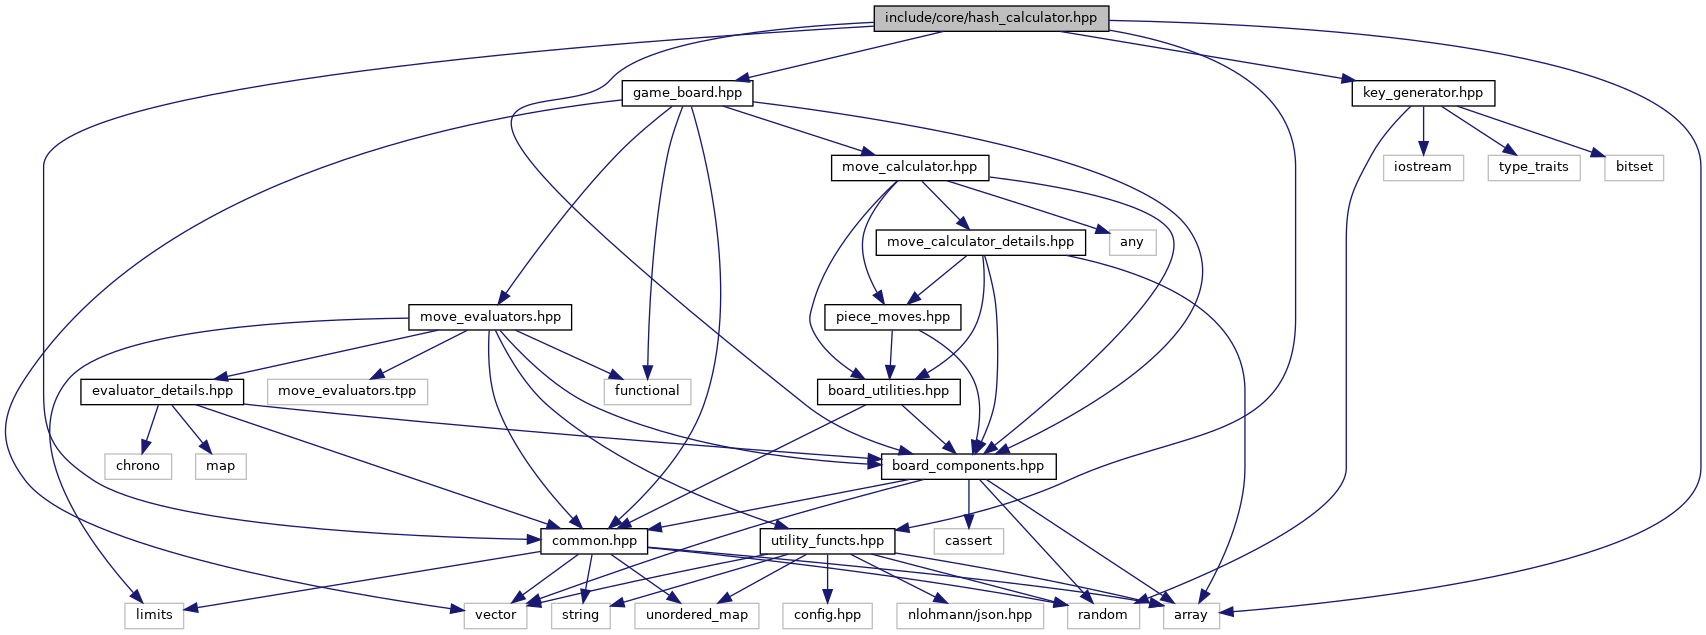 include/core/hash_calculator.hpp
game_board.hpp
key_generator.hpp
move_calculator.hpp
iostream
type_traits
bitset
move_calculator_details.hpp
any
move_evaluators.hpp
piece_moves.hpp
evaluator_details.hpp
move_evaluators.tpp
functional
board_utilities.hpp
chrono
map
board_components.hpp
common.hpp
utility_functs.hpp
cassert
limits
vector
string
unordered_map
config.hpp
nlohmann/json.hpp
random
array